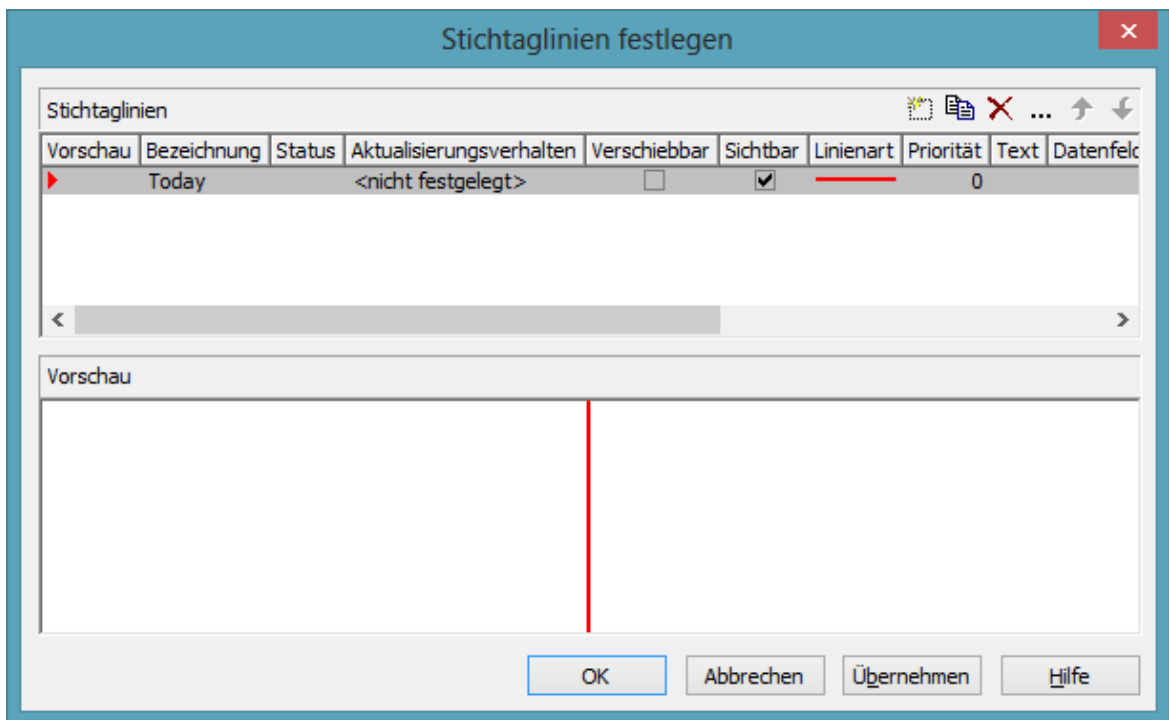 Stichtaglinien festlegen
Stichtaglinien
Vorschau Bezeichnung Status Aktualisierungsverhalten Verschiebbar Sichtbar Linienart Priorität Text Datenfeld
Today <nicht festgelegt> 0
Vorschau
OK Abbrechen Übernehmen Hilfe